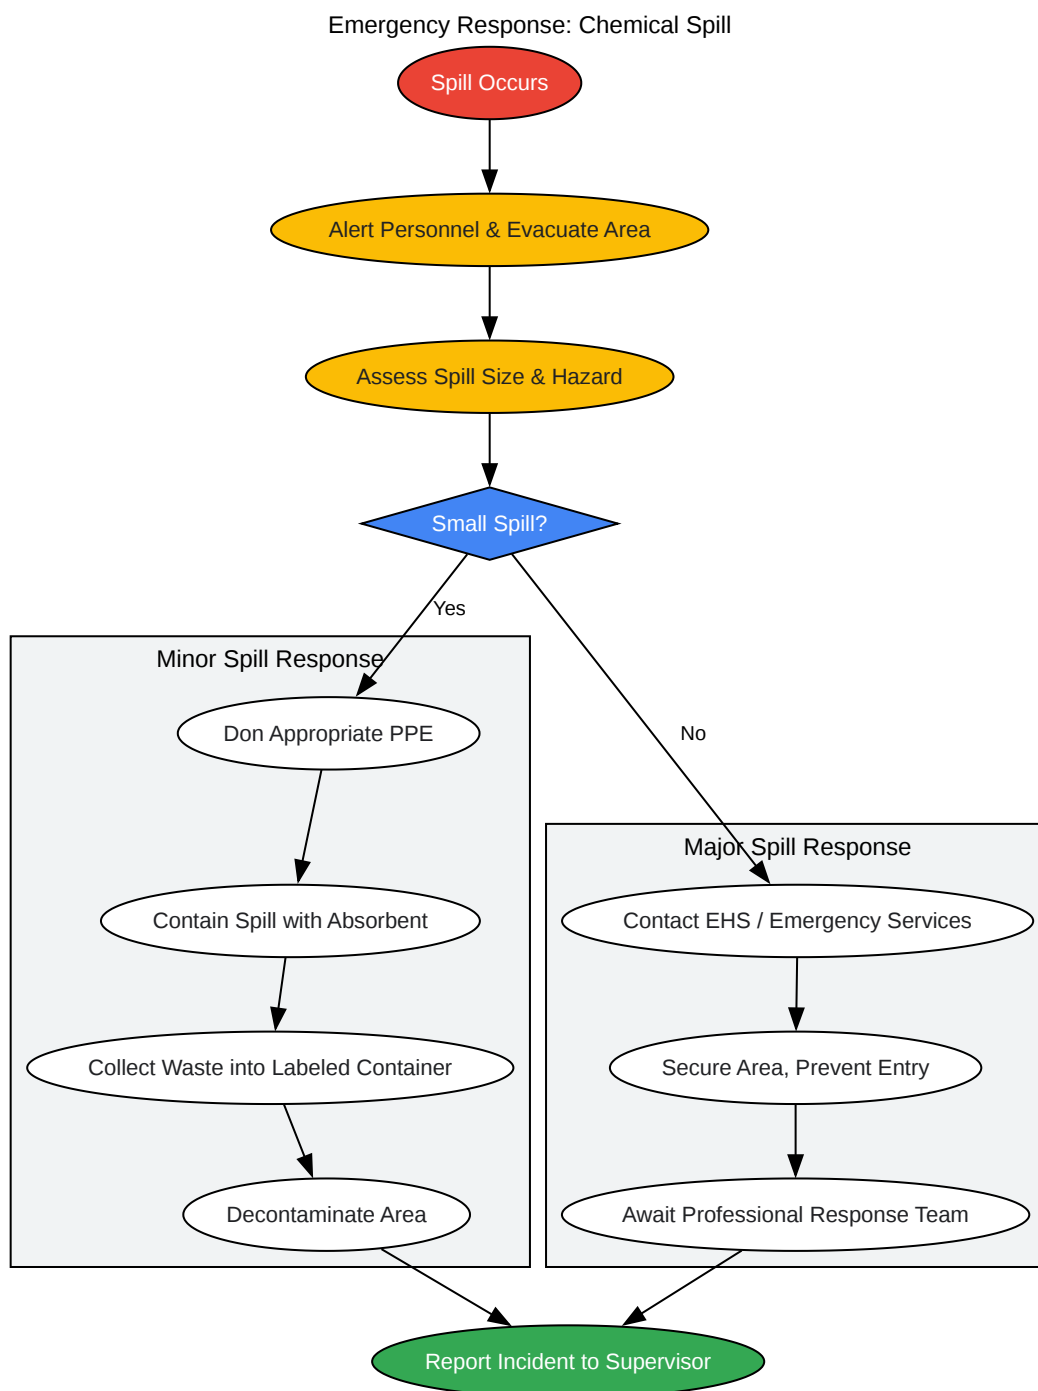 Emergency Response: Chemical Spill
Spill Occurs
Alert Personnel & Evacuate Area
Assess Spill Size & Hazard
Small Spill?
Yes
No
Minor Spill Response
Don Appropriate PPE
Contain Spill with Absorbent
Collect Waste into Labeled Container
Decontaminate Area
Major Spill Response
Contact EHS / Emergency Services
Secure Area, Prevent Entry
Await Professional Response Team
Report Incident to Supervisor